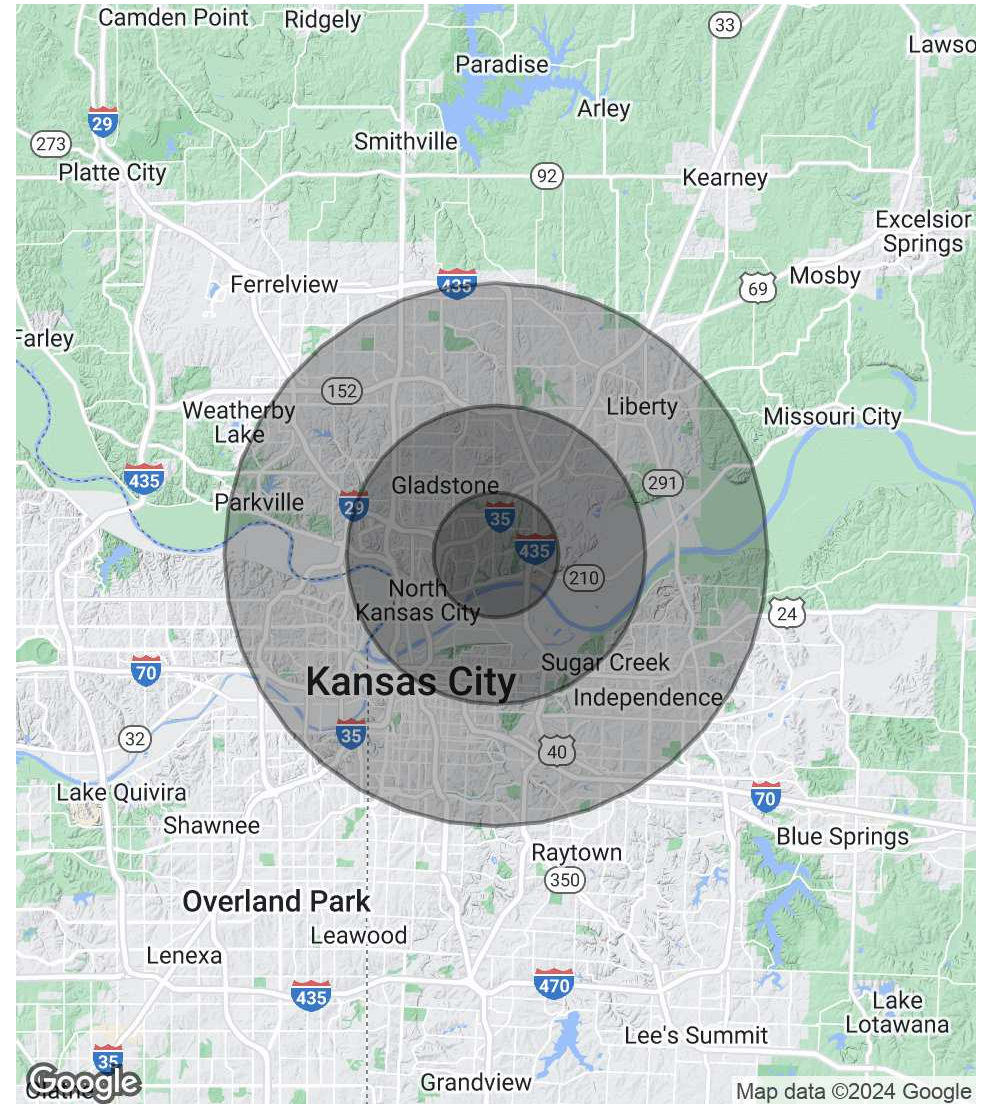 Camden Point
Ridgely
33
Lawso
Paradise
29
Arley
273
Smithville
Platte City
92
Kearney
Excelsior
Springs
Ferrelview
435
69
Mosby
Farley
152
Weatherby
Lake
Liberty
Missouri City
435
Gladstone
291
Parkville
29
35
435
210
North
Kansas City
24
70
Sugar Creek
Kansas City
Independence
32
35
40
Lake Quivira
70
Shawnee
Blue Springs
Raytown
350
Overland Park
Leawood
Lenexa
435
470
Lake
Lotawana
Lee's Summit
35
Google
Olathe
Grandview
Map data ©2024 Google